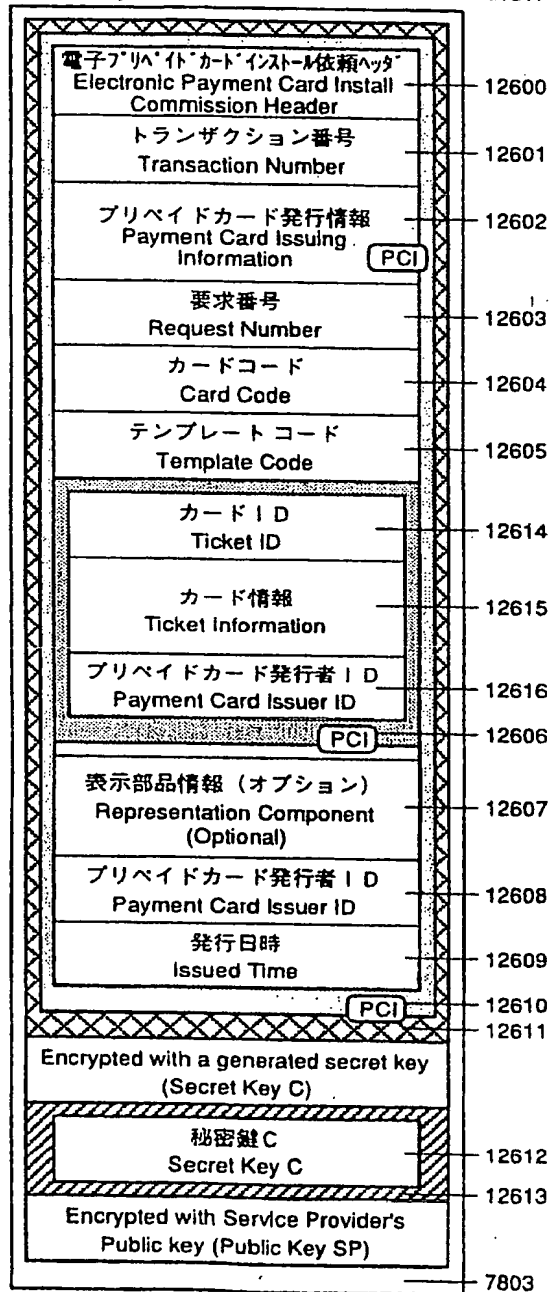 電子プリペイドカードインストール依頼ヘッダ
Electronic Payment Card Install
Commission Header
12600
トランザクション番号
Transaction Number
12601
プリペイドカード発行情報
Payment Card Issuing
Information
PCI
12602
要求番号
Request Number
12603
カードコード
Card Code
12604
テンプレート コード
Template Code
12605
カードID
Ticket ID
12614
カード情報
Ticket Information
12615
プリペイドカード発行者ID
Payment Card Issuer ID
12616
PCI
12606
表示部品情報（オプション）
Representation Component
(Optional)
12607
プリペイドカード発行者ID
Payment Card Issuer ID
12608
発行日時
Issued Time
12609
PCI
12610
12611
Encrypted with a generated secret key
(Secret Key C)
秘密鍵C
Secret Key C
12612
12613
Encrypted with Service Provider's
Public key (Public Key SP)
7803